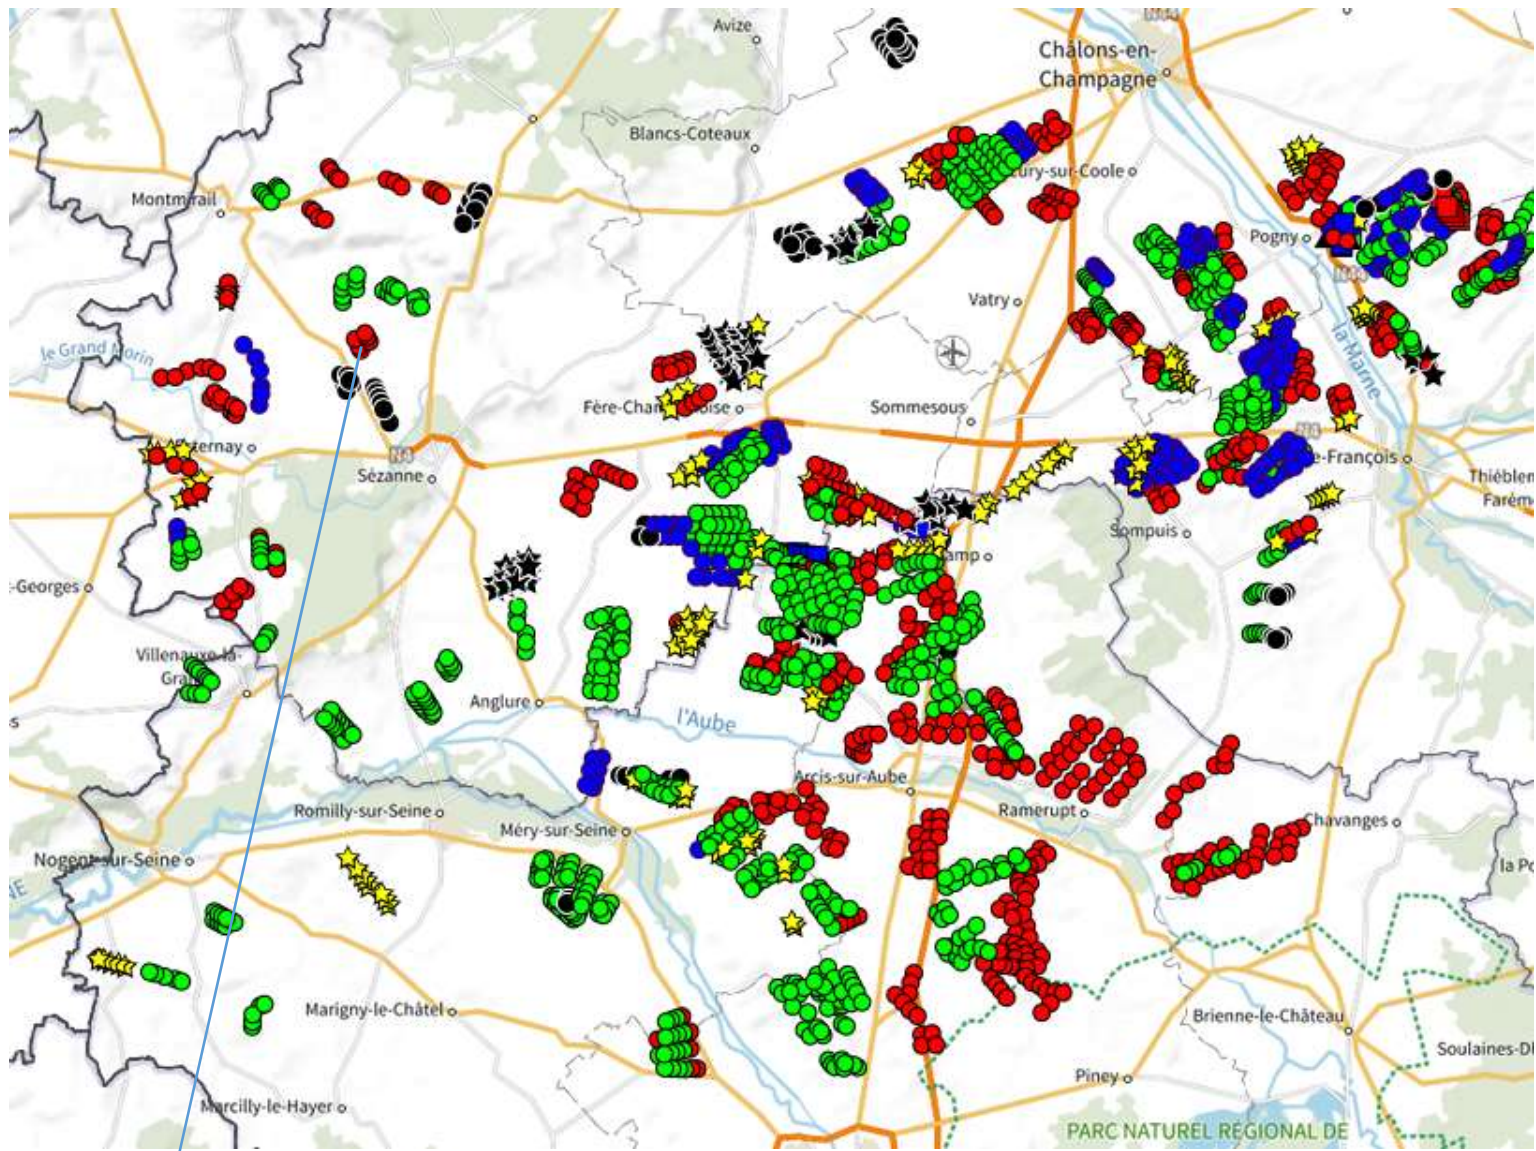 Avize
Châlons-en-
Champagne
Blancs-Coteaux
ury-sur-Coole
Montmirail
Pogny
Vatry
la Marne
le Grand Morin
Fère-Cham
oise
Sommesous
N4
N4
ternay
e-François
Sézanne
Thiéblem
Farém
Sompuis
amp
-Georges
Villenauxe-la-
Gra
Anglure
l'Aube
Arcis-sur-Aube
Romilly-sur-Seine
Ramerupt
Chavanges
Méry-sur-Seine
Nogent-sur-Seine
la Po
Marigny-le-Châtel
Brienne-le-Château
Soulaines-D
Piney
Marcilly-le-Hayer
PARC NATUREL RÉGIONAL DE